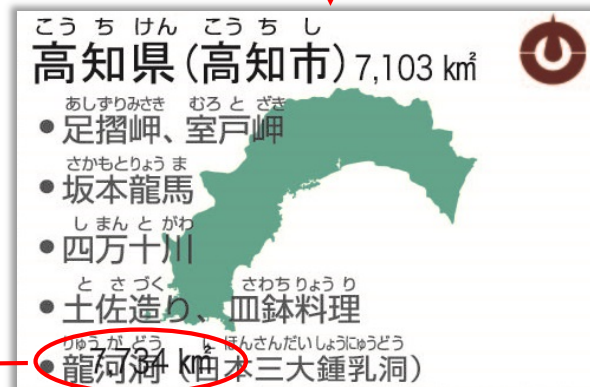 こうちけん こうちし
高知県(高知市)7,103 km²
あしずりみさき むろとざき
•足摺岬、室戸岬
さかもとりょうま
•坂本龍馬
しまんとがわ
•四万十川
とさづくり さわちりょうり
•土佐造り、皿鉢料理
りゅうがどう にほんさんだいしょうにゅうどう
•龍河洞(日本三大鍾乳洞)
7,734 km²